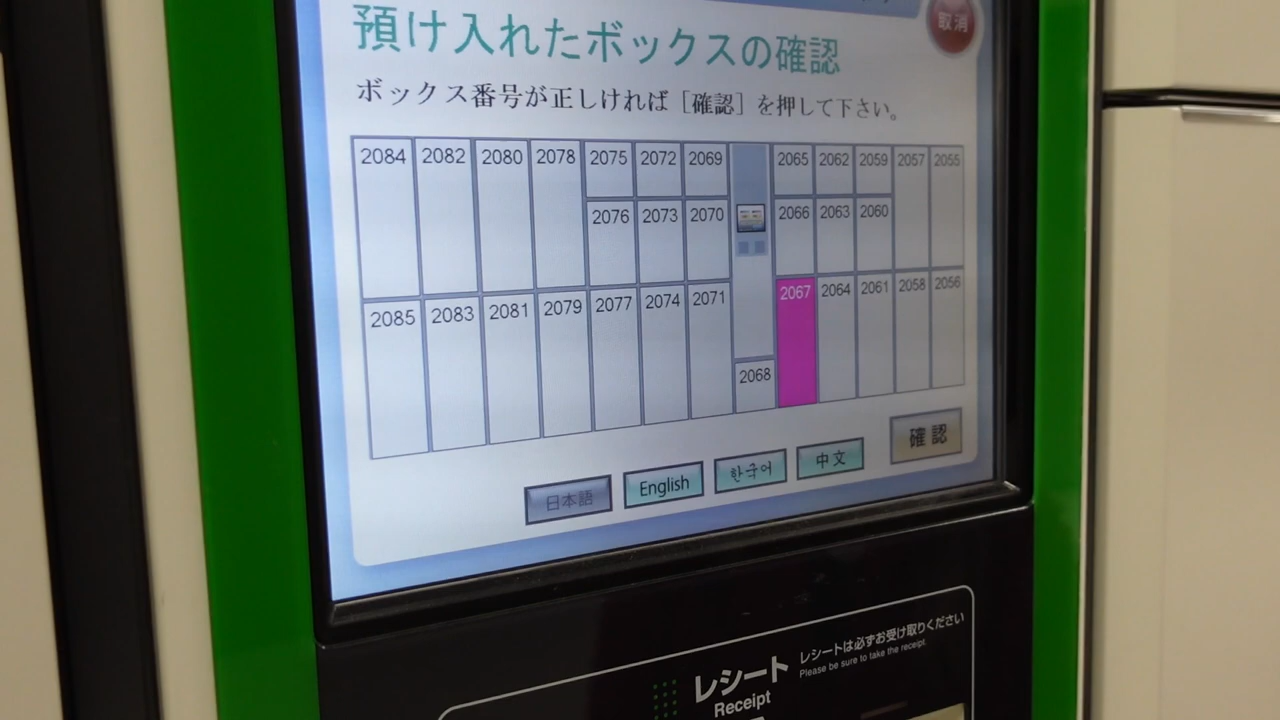 取消
預け入れたボックスの確認
ボックス番号が正しければ［確認］を押して下さい。
2084 2082 2080 2078 2075 2072 2069 2065 2062 2059 2057 2055
2076 2073 2070 2066 2063 2060
2085 2083 2081 2079 2077 2074 2071 2067 2064 2061 2058 2056
2068
確認
日本語 English 한국어 中文
レシートは必ずお受け取りください
Please be sure to take the receipt.
レシート
Receipt